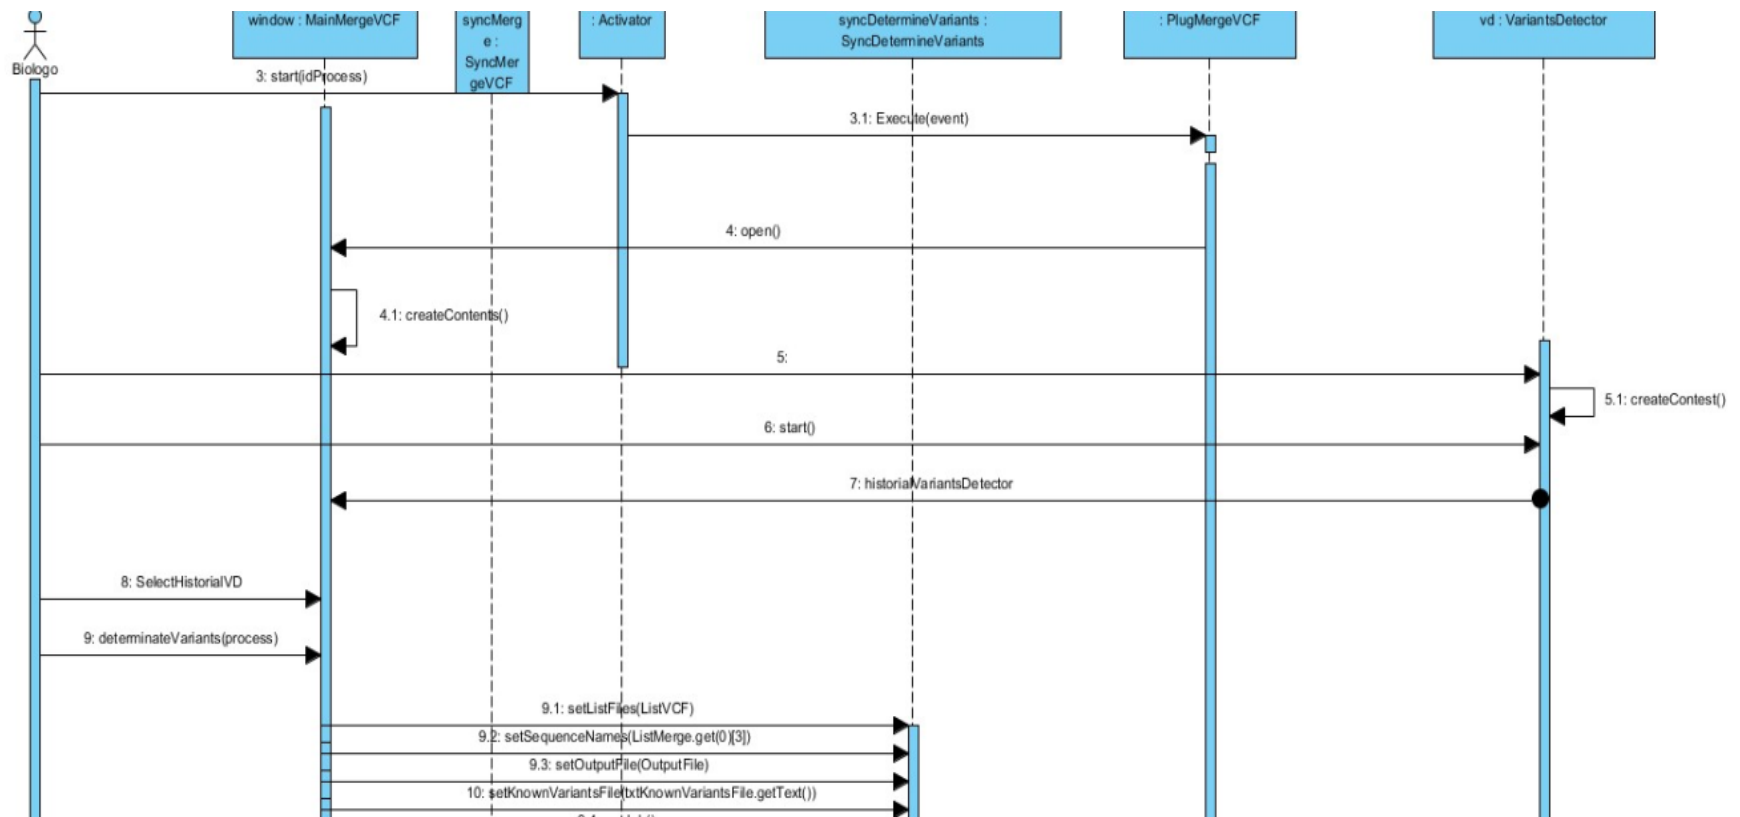 window : MainMergeVCF
syncMerg
e :
SyncMer
geVCF
: Activator
syncDetermineVariants :
SyncDetermineVariants
: PlugMergeVCF
vd : VariantsDetector
Biologo
3: start(idProcess)
3.1: Execute(event)
4: open()
4.1: createContents()
5:
5.1: createContest()
6: start()
7: historialVariantsDetector
8: SelectHistorialVD
9: determinateVariants(process)
9.1: setListFiles(ListVCF)
9.2: setSequenceNames(ListMerge.get(0)[3])
9.3: setOutputFile(OutputFile)
10: setKnownVariantsFile(txtKnownVariantsFile.getText())